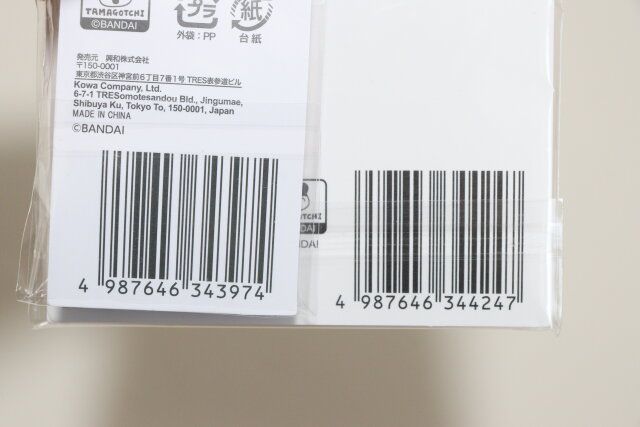 TAMAGOTCHI
©BANDAI
プラ
外袋:PP
紙
台紙
発売元 興和株式会社
〒150-0001
東京都渋谷区神宮前6丁目7番1号 TRES表参道ビル
Kowa Company, Ltd.
6-7-1 TRESomotesandou Bld., Jingumae,
Shibuya Ku, Tokyo To, 150-0001, Japan
MADE IN CHINA
©BANDAI
4 987646 343974
AGOTCHI
DAI
4 987646 344247